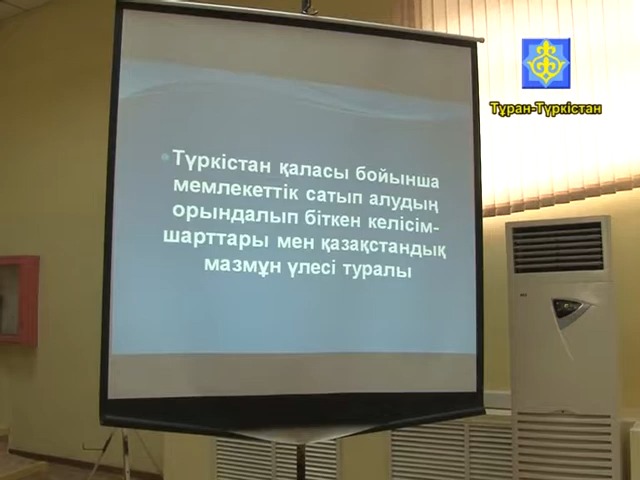 Тұран-Түркістан
Түркістан қаласы бойынша
мемлекеттік сатып алудың
орындалып біткен келісім-
шарттары мен қазақстандық
мазмұн үлесі туралы